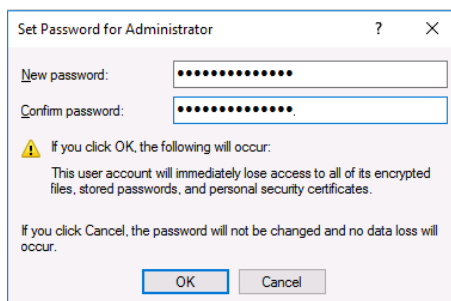 Set Password for Administrator ? ×
New password: ●●●●●●●●●●●●●●
Confirm password: ●●●●●●●●●●●●●●
If you click OK, the following will occur:
This user account will immediately lose access to all of its encrypted
files, stored passwords, and personal security certificates.
If you click Cancel, the password will not be changed and no data loss will
occur.
OK Cancel